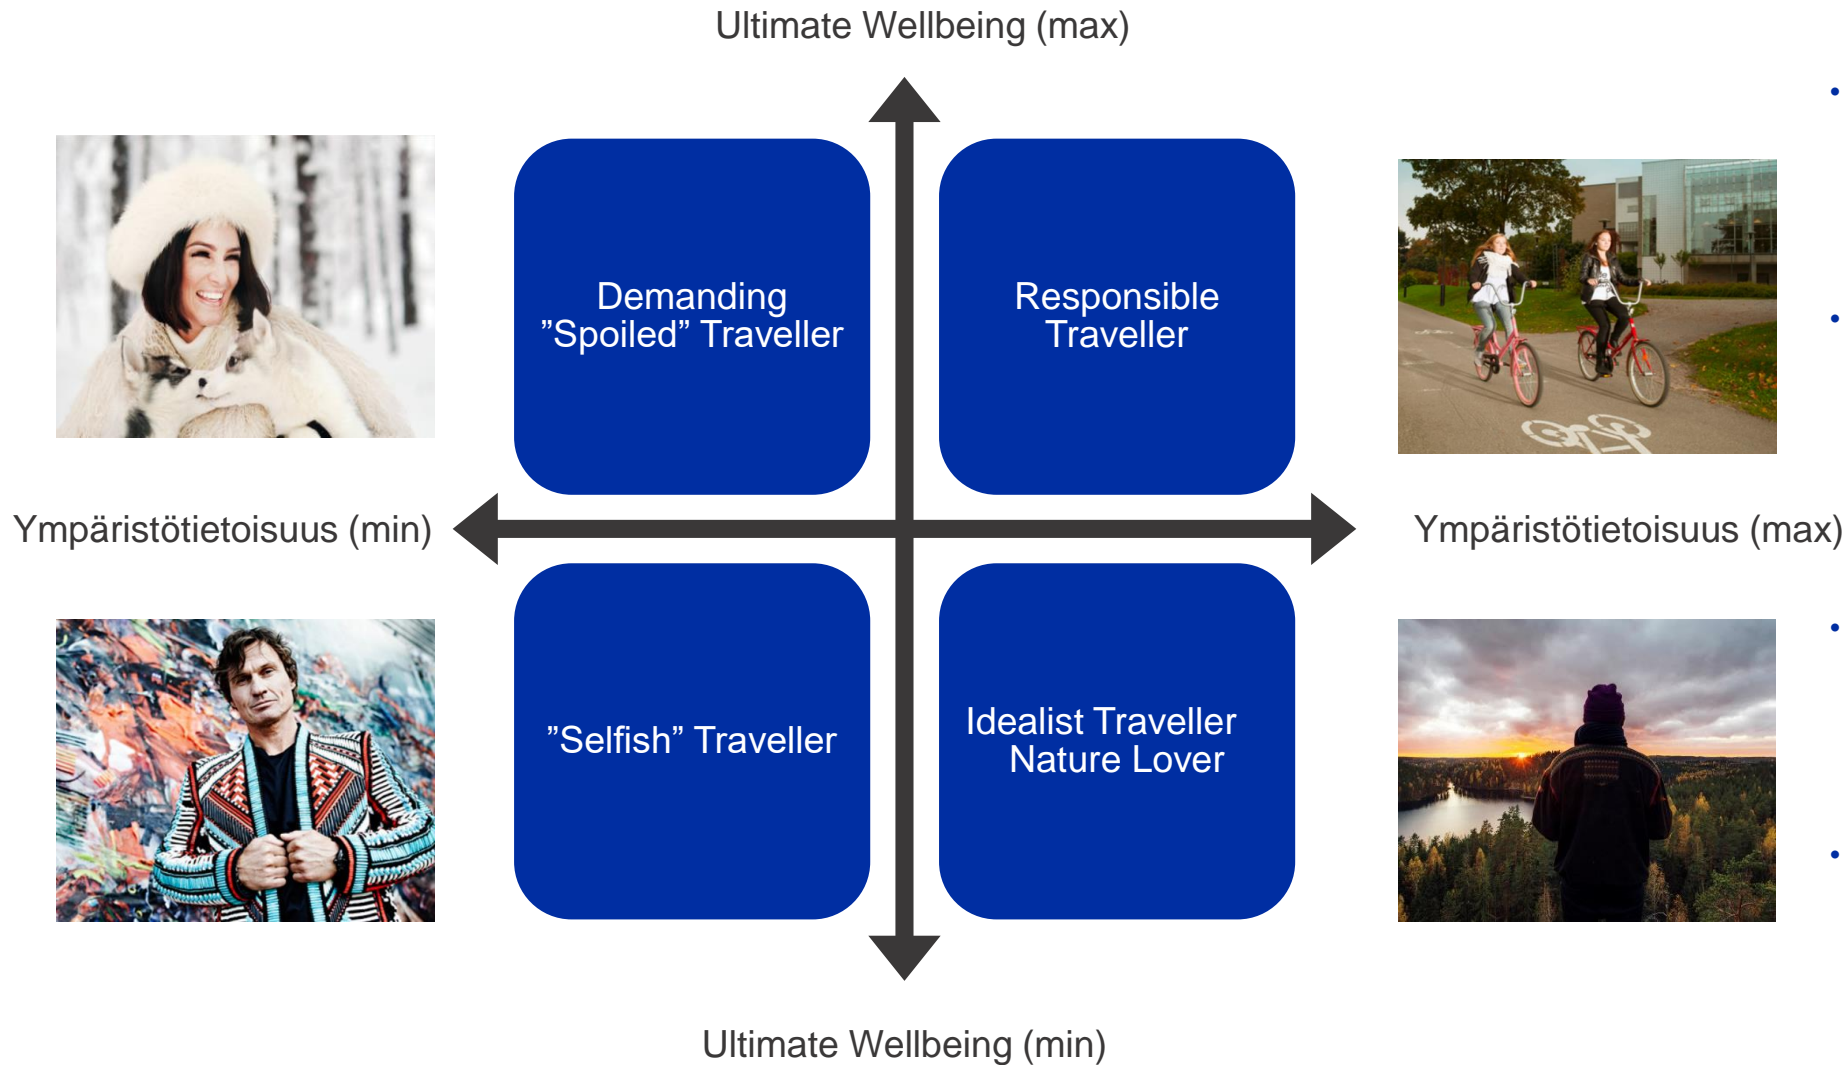 Ultimate Wellbeing (max)
Demanding
”Spoiled” Traveller
Responsible
Traveller
Ympäristötietoisuus (min)
Ympäristötietoisuus (max)
”Selfish” Traveller
Idealist Traveller
Nature Lover
Ultimate Wellbeing (min)